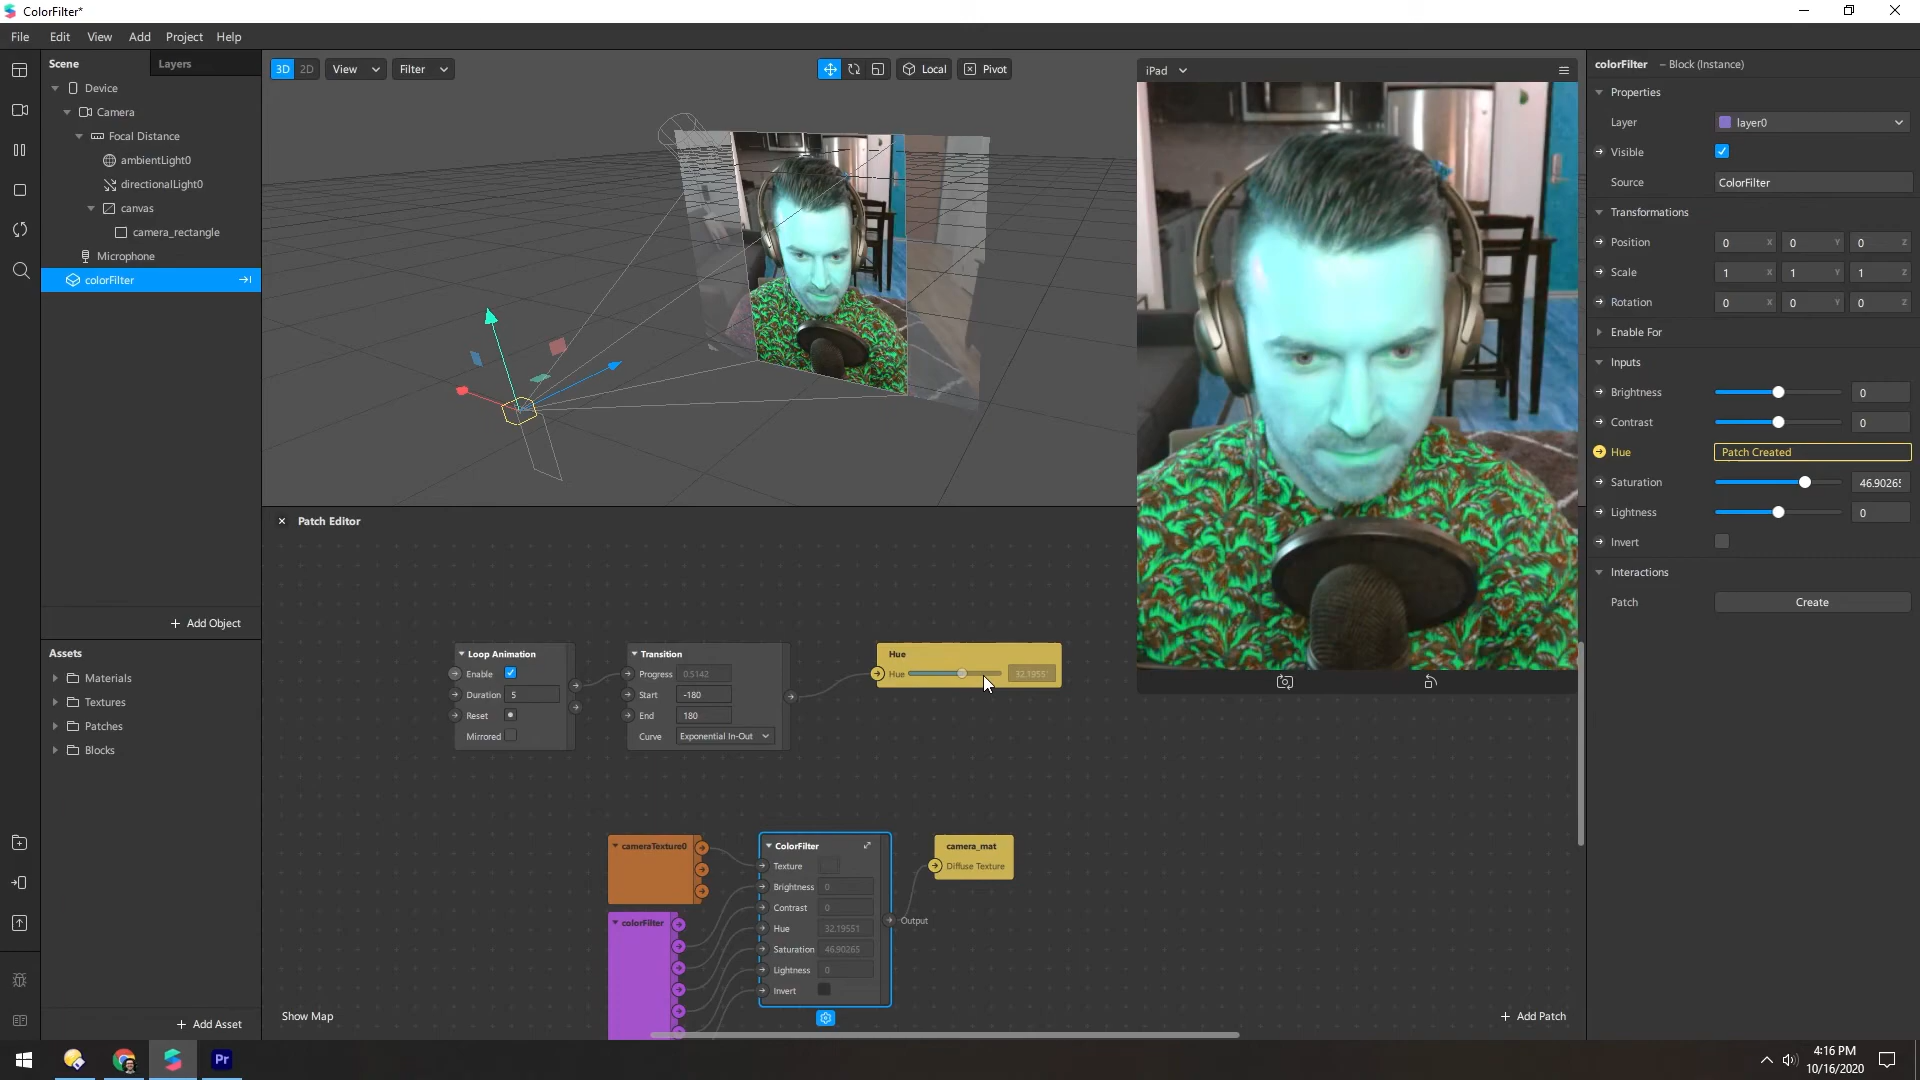 ColorFilter*
File Edit View Add Project Help
Scene Layers
Device
Camera
Focal Distance
ambientLight0
directionalLight0
canvas
camera_rectangle
Microphone
colorFilter
+ Add Object
Assets
Materials
Textures
Patches
Blocks
+ Add Asset
3D 2D View Filter Local Pivot
iPad
Patch Editor
Loop Animation
Enable
Duration 5
Reset
Mirrored
Transition
Progress 0.5142
Start -180
End 180
Curve Exponential In-Out
Hue
Hue 32.1955
cameraTexture0
colorFilter
ColorFilter
Texture
Brightness 0
Contrast 0
Hue 32.19551
Saturation 46.90265
Lightness 0
Invert
Output
camera_mat
Diffuse Texture
Show Map
+ Add Patch
colorFilter – Block (Instance)
Properties
Layer layer0
Visible
Source ColorFilter
Transformations
Position 0 X 0 Y 0 Z
Scale 1 X 1 Y 1 Z
Rotation 0 X 0 Y 0 Z
Enable For
Inputs
Brightness 0
Contrast 0
Hue Patch Created
Saturation 46.90265
Lightness 0
Invert
Interactions
Patch Create
Pr
4:16 PM
10/16/2020